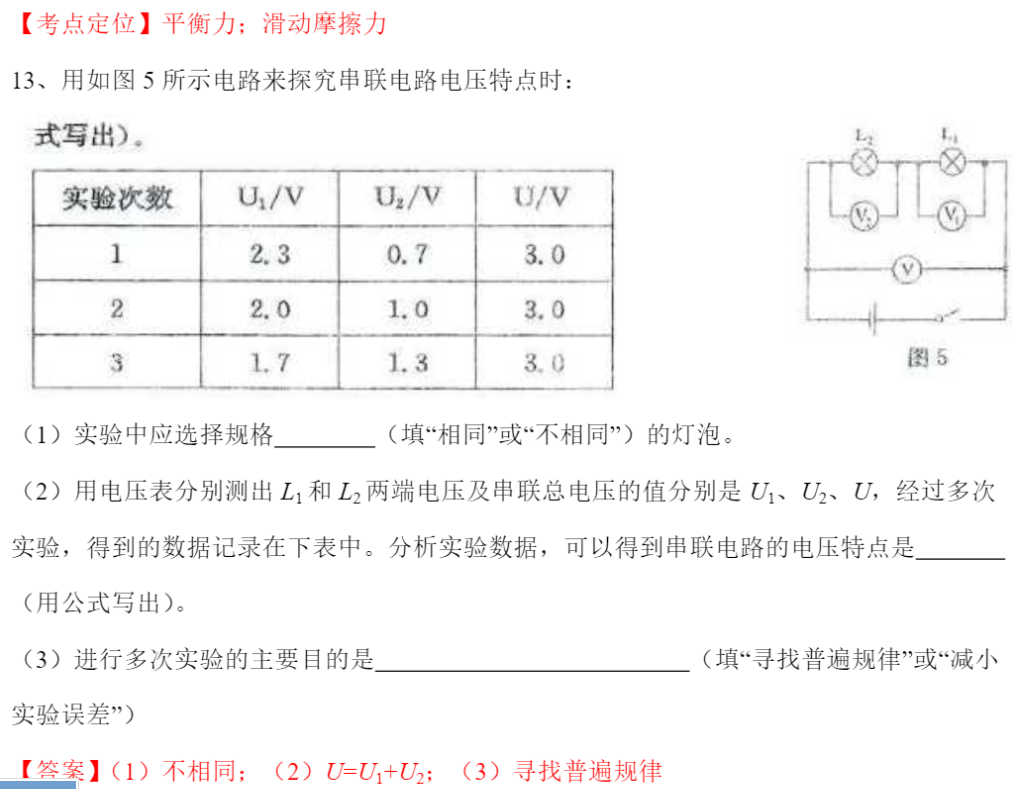 【考点定位】平衡力；滑动摩擦力
13、用如图 5 所示电路来探究串联电路电压特点时：
式写出)。
实验次数 U₁/V U₂/V U/V
1 2.3 0.7 3.0
2 2.0 1.0 3.0
3 1.7 1.3 3.0
L₂ L₁
V₂ V₁
V
图 5
（1）实验中应选择规格________（填“相同”或“不相同”）的灯泡。
（2）用电压表分别测出 L₁ 和 L₂ 两端电压及串联总电压的值分别是 U₁、U₂、U，经过多次
实验，得到的数据记录在下表中。分析实验数据，可以得到串联电路的电压特点是_______
（用公式写出）。
（3）进行多次实验的主要目的是_________________________（填“寻找普遍规律”或“减小
实验误差”）
【答案】（1）不相同；（2）U=U₁+U₂；（3）寻找普遍规律